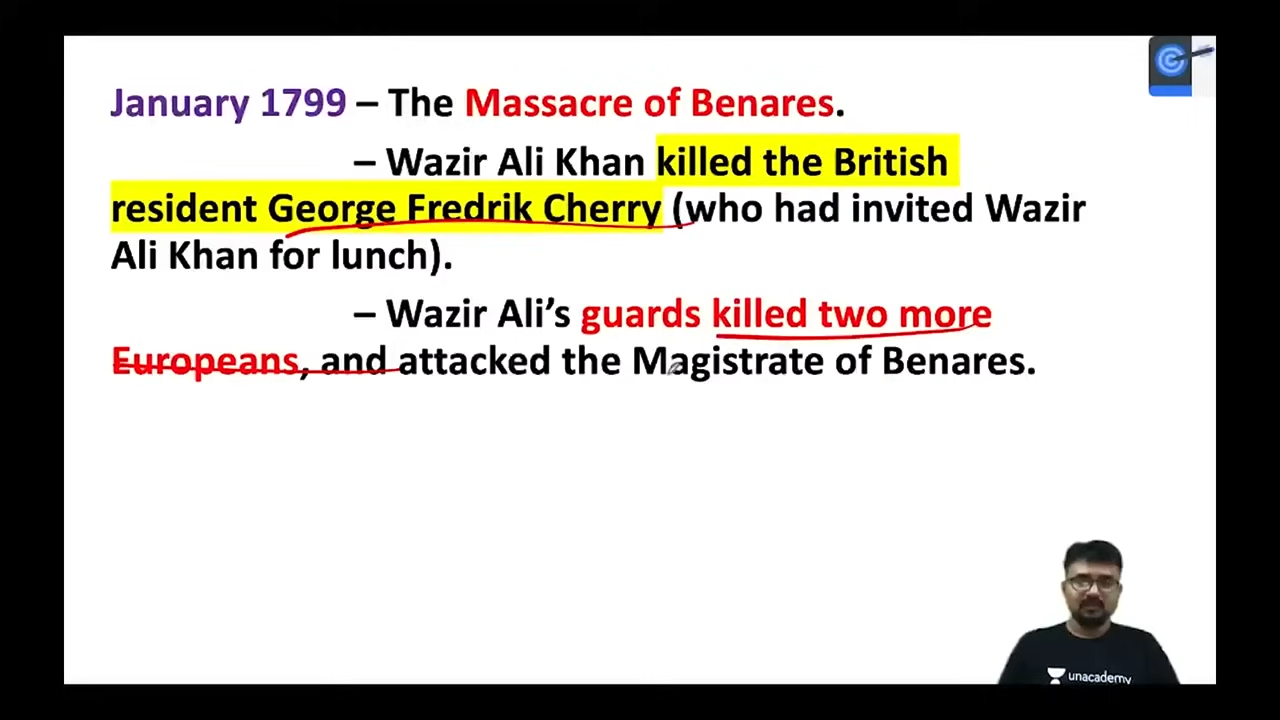 January 1799 – The Massacre of Benares.
– Wazir Ali Khan killed the British
resident George Fredrik Cherry (who had invited Wazir
Ali Khan for lunch).
– Wazir Ali’s guards killed two more
Europeans, and attacked the Magistrate of Benares.
unacademy